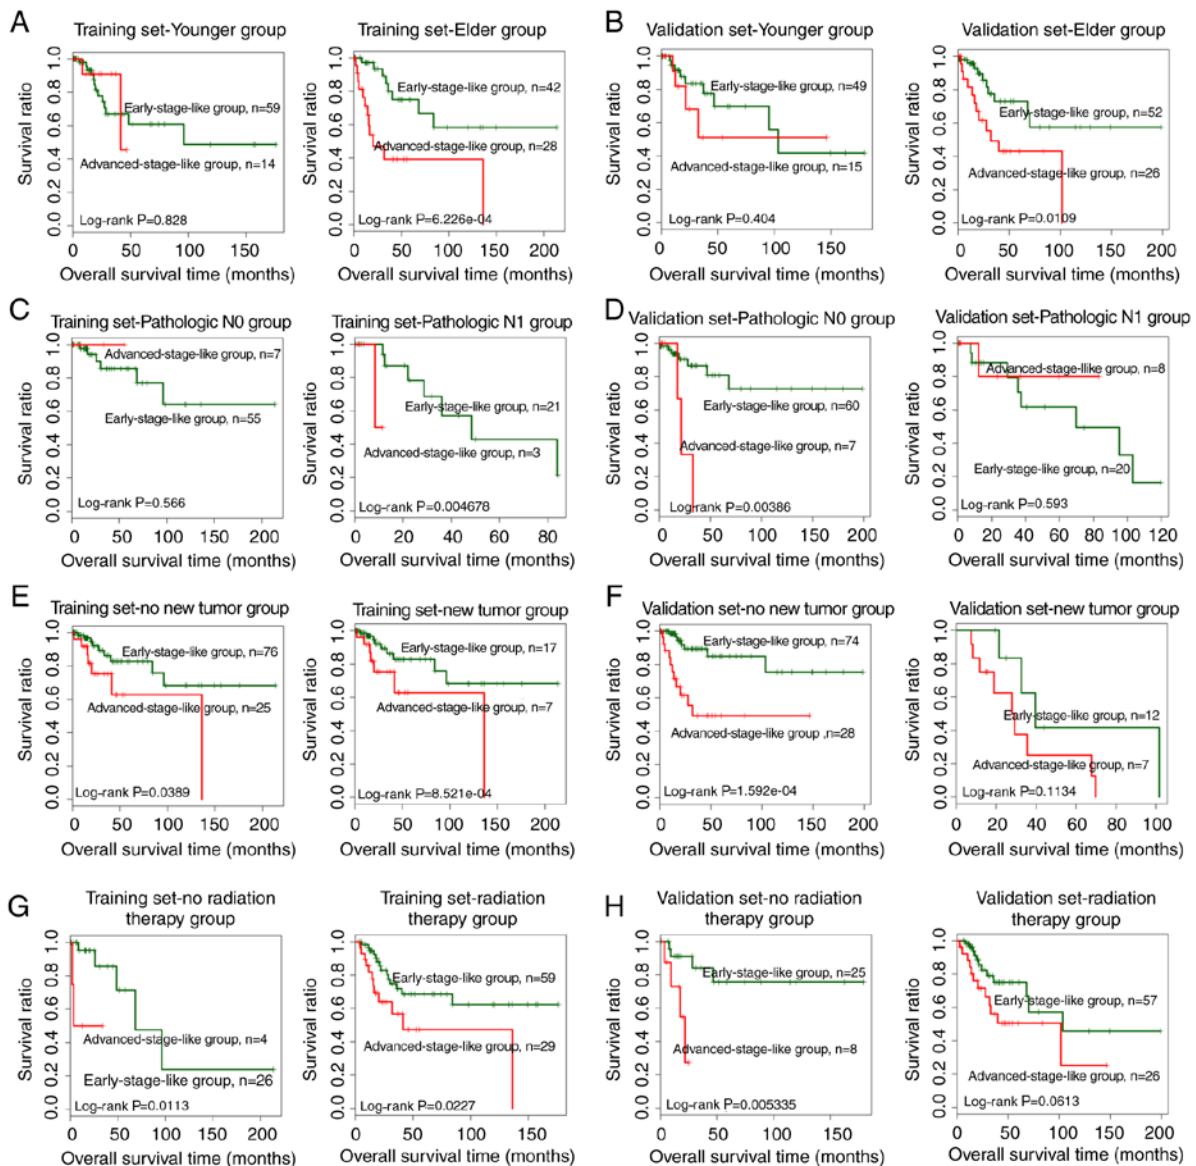 A
Training set-Younger group
Survival ratio
0.0 0.2 0.4 0.6 0.8 1.0
Early-stage-like group, n=59
Advanced-stage-like group, n=14
Log-rank P=0.828
0 50 100 150
Overall survival time (months)
Training set-Elder group
Survival ratio
0.0 0.2 0.4 0.6 0.8 1.0
Early-stage-like group, n=42
Advanced-stage-like group, n=28
Log-rank P=6.226e-04
0 50 100 150 200
Overall survival time (months)
B
Validation set-Younger group
Survival ratio
0.0 0.2 0.4 0.6 0.8 1.0
Early-stage-like group, n=49
Advanced-stage-like group, n=15
Log-rank P=0.404
0 50 100 150
Overall survival time (months)
Validation set-Elder group
Survival ratio
0.0 0.2 0.4 0.6 0.8 1.0
Early-stage-like group, n=52
Advanced-stage-like group, n=26
Log-rank P=0.0109
0 50 100 150 200
Overall survival time (months)
C
Training set-Pathologic N0 group
Survival ratio
0.0 0.2 0.4 0.6 0.8 1.0
Advanced-stage-like group, n=7
Early-stage-like group, n=55
Log-rank P=0.566
0 50 100 150 200
Overall survival time (months)
Training set-Pathologic N1 group
Survival ratio
0.0 0.2 0.4 0.6 0.8 1.0
Early-stage-like group, n=21
Advanced-stage-like group, n=3
Log-rank P=0.004678
0 20 40 60 80
Overall survival time (months)
D
Validation set-Pathologic N0 group
Survival ratio
0.0 0.2 0.4 0.6 0.8 1.0
Early-stage-like group, n=60
Advanced-stage-like group, n=7
Log-rank P=0.00386
0 50 100 150 200
Overall survival time (months)
Validation set-Pathologic N1 group
Survival ratio
0.0 0.2 0.4 0.6 0.8 1.0
Advanced-stage-like group, n=8
Early-stage-like group, n=20
Log-rank P=0.593
0 20 40 60 80 100 120
Overall survival time (months)
E
Training set-no new tumor group
Survival ratio
0.0 0.2 0.4 0.6 0.8 1.0
Early-stage-like group, n=76
Advanced-stage-like group, n=25
Log-rank P=0.0389
0 50 100 150 200
Overall survival time (months)
Training set-new tumor group
Survival ratio
0.0 0.2 0.4 0.6 0.8 1.0
Early-stage-like group, n=17
Advanced-stage-like group, n=7
Log-rank P=8.521e-04
0 50 100 150 200
Overall survival time (months)
F
Validation set-no new tumor group
Survival ratio
0.0 0.2 0.4 0.6 0.8 1.0
Early-stage-like group, n=74
Advanced-stage-like group ,n=28
Log-rank P=1.592e-04
0 50 100 150 200
Overall survival time (months)
Validation set-new tumor group
Survival ratio
0.0 0.2 0.4 0.6 0.8 1.0
Early-stage-like group, n=12
Advanced-stage-like group, n=7
Log-rank P=0.1134
0 20 40 60 80 100
Overall survival time (months)
G
Training set-no radiation
therapy group
Survival ratio
0.0 0.2 0.4 0.6 0.8 1.0
Advanced-stage-like group, n=4
Early-stage-like group, n=26
Log-rank P=0.0113
0 50 100 150 200
Overall survival time (months)
Training set-radiation
therapy group
Survival ratio
0.0 0.2 0.4 0.6 0.8 1.0
Early-stage-like group, n=59
Advanced-stage-like group, n=29
Log-rank P=0.0227
0 50 100 150
Overall survival time (months)
H
Validation set-no radiation
therapy group
Survival ratio
0.0 0.2 0.4 0.6 0.8 1.0
Early-stage-like group, n=25
Advanced-stage-like group, n=8
Log-rank P=0.005335
0 50 100 150
Overall survival time (months)
Validation set-radiation
therapy group
Survival ratio
0.0 0.2 0.4 0.6 0.8 1.0
Early-stage-like group, n=57
Advanced-stage-like group, n=26
Log-rank P=0.0613
0 50 100 150 200
Overall survival time (months)